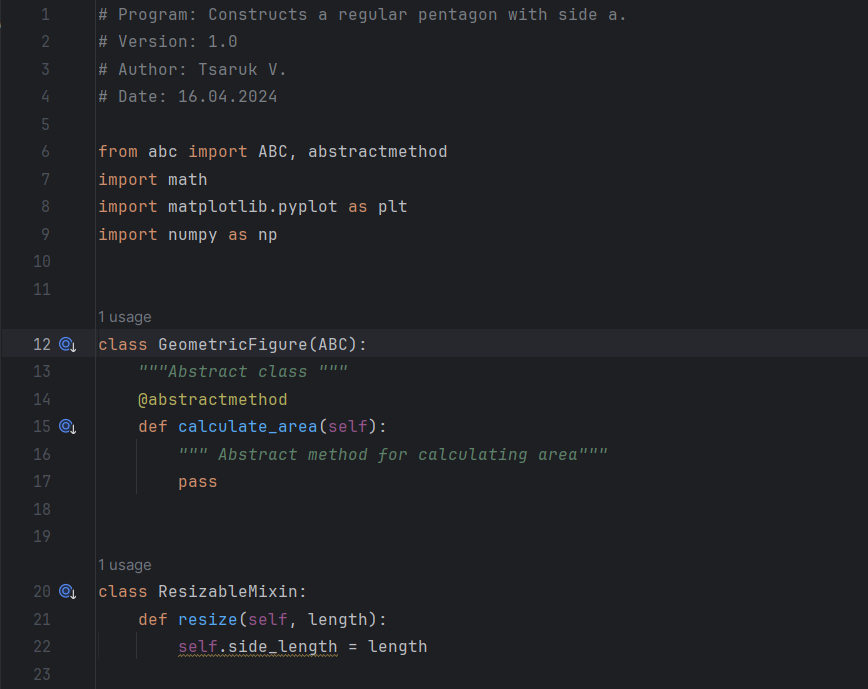 1 # Program: Constructs a regular pentagon with side a.
2 # Version: 1.0
3 # Author: Tsaruk V.
4 # Date: 16.04.2024
5
6 from abc import ABC, abstractmethod
7 import math
8 import matplotlib.pyplot as plt
9 import numpy as np
10
11
1 usage
12 class GeometricFigure(ABC):
13     """Abstract class """
14     @abstractmethod
15     def calculate_area(self):
16         """ Abstract method for calculating area"""
17         pass
18
19
1 usage
20 class ResizableMixin:
21     def resize(self, length):
22         self.side_length = length
23